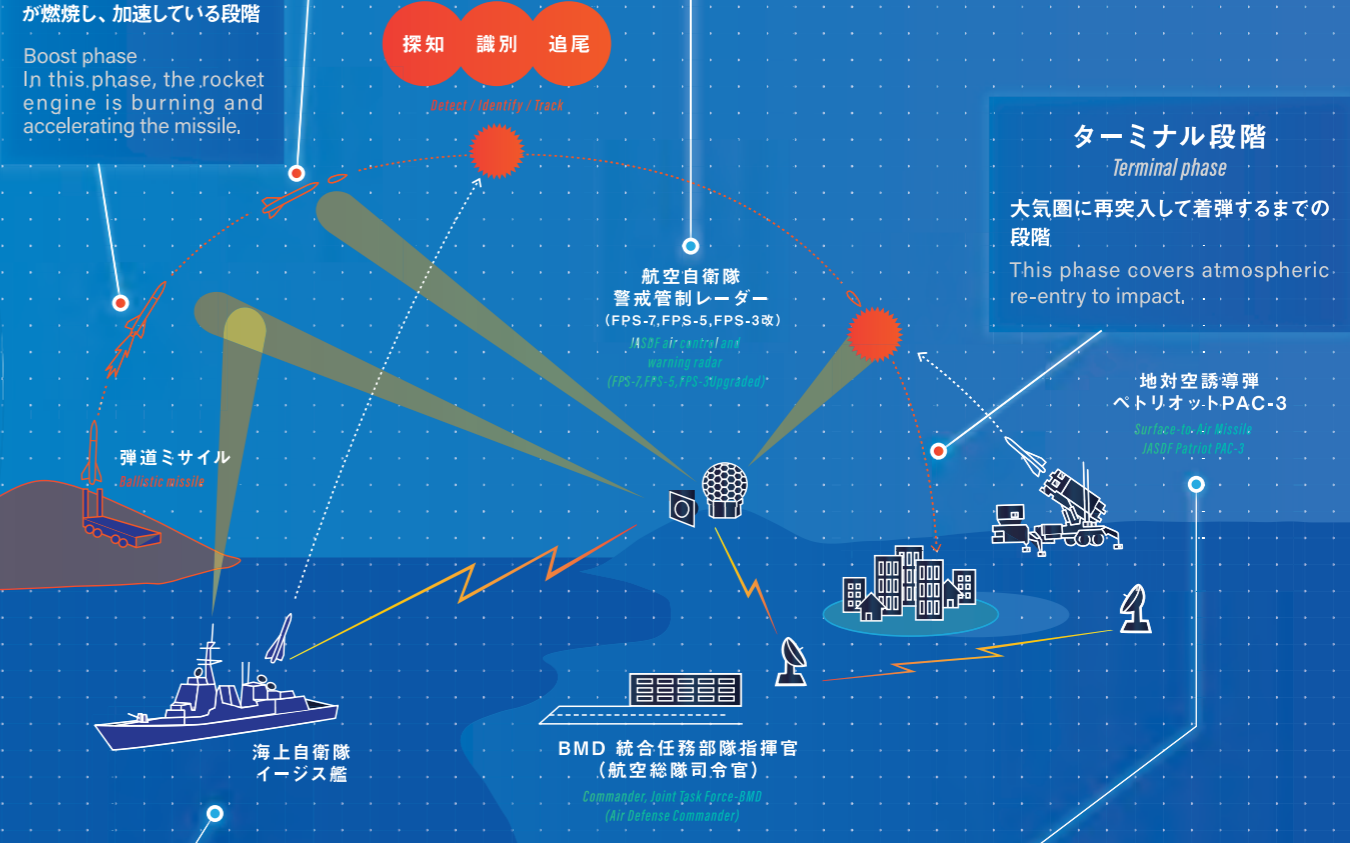 が燃焼し、加速している段階
Boost phase
In this phase, the rocket
engine is burning and
accelerating the missile.
探知 識別 追尾
Detect / Identify / Track
ターミナル段階
Terminal phase
大気圏に再突入して着弾するまでの
段階
This phase covers atmospheric
re-entry to impact.
航空自衛隊
警戒管制レーダー
(FPS-7,FPS-5,FPS-3改)
JASDF air control and
warning radar
(FPS-7,FPS-5,FPS-3Upgraded)
地対空誘導弾
ペトリオットPAC-3
Surface-to-Air Missile
JASDF Patriot PAC-3
弾道ミサイル
Ballistic missile
海上自衛隊
イージス艦
BMD 統合任務部隊指揮官
(航空総隊司令官)
Commander, Joint Task Force-BMD
(Air Defense Commander)